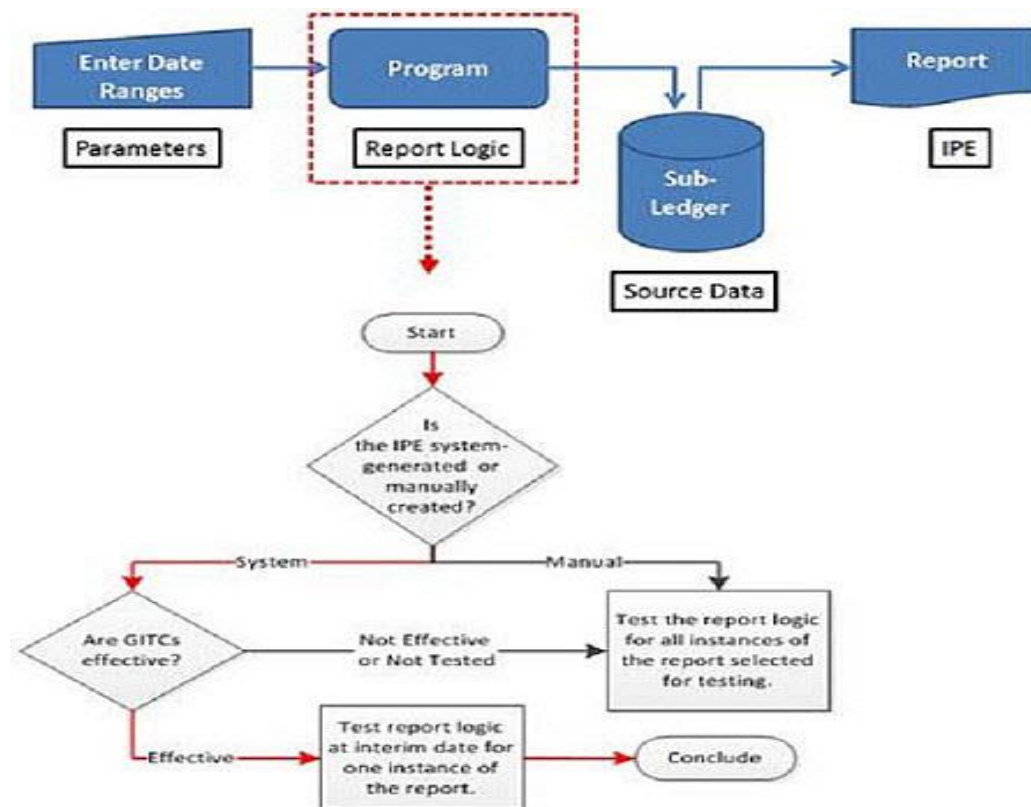 Enter Date
Ranges
Program
Report
Parameters
Report Logic
IPE
Sub-
Ledger
Source Data
Start
Is
the IPE system-
generated or
manually
created?
System
Manual
Are GITCs
effective?
Not Effective
or Not Tested
Test the report logic
for all instances of
the report selected
for testing.
Effective
Test report logic
at interim date for
one instance of
the report.
Conclude